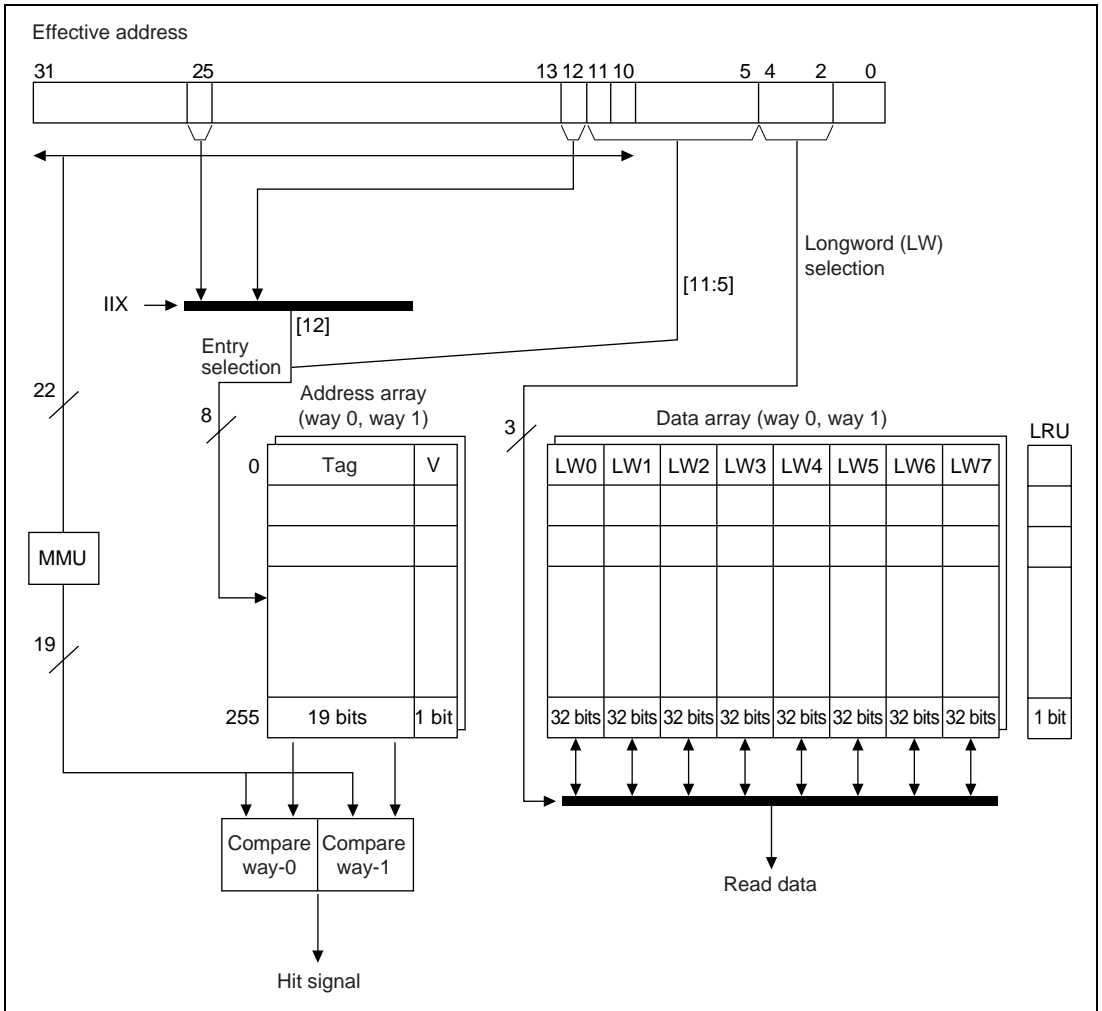 Effective address
31 25 13 12 11 10 5 4 2 0
Longword (LW)
selection
[11:5]
IIX
[12]
Entry
selection
22
8
Address array
(way 0, way 1)
3
Data array (way 0, way 1)
LRU
0 Tag V
LW0 LW1 LW2 LW3 LW4 LW5 LW6 LW7
MMU
19
255 19 bits 1 bit
32 bits 32 bits 32 bits 32 bits 32 bits 32 bits 32 bits 32 bits
1 bit
Compare
way-0
Compare
way-1
Read data
Hit signal